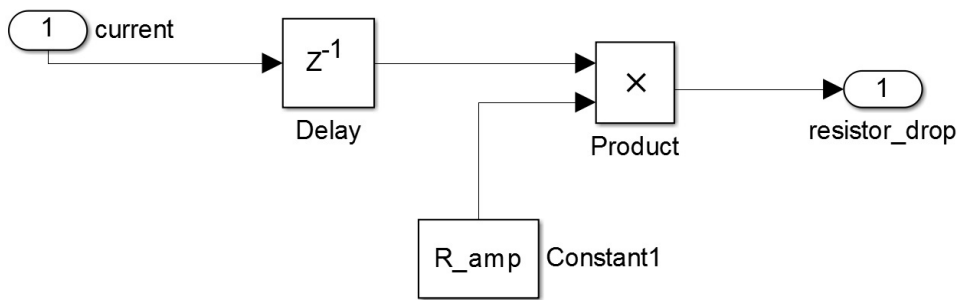 1 current
Z-1
Delay
×
Product
1
resistor_drop
R_amp Constant1